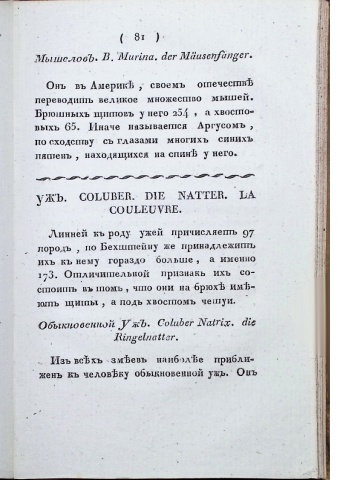 ( 81 )
Мышеловъ. B. Murina. der Mäusenfänger.
Онъ въ Америкѣ, своемъ отечествѣ
переводитъ великое множество мышей.
Брюшныхъ щитовъ у него 254, а хвосто-
выхъ 65. Иначе называется Аргусомъ,
по сходству съ глазами многихъ синихъ
пятенъ, находящихся на спинѣ у него.
УЖЪ. COLUBER. DIE NATTER. LA
COULEUVRE.
Линней къ роду ужей причисляетъ 97
породъ, по Бехштейну же принадлежитъ
ихъ къ нему гораздо больше, а именно
173. Отличительной признакъ ихъ со-
стоитъ въ томъ, что они на брюхѣ имѣ-
ютъ щиты, а подъ хвостомъ чешуи.
Обыкновенной Ужъ. Coluber Natrix. die
Ringelnatter.
Изъ всѣхъ змѣевъ наиболѣе прибли-
женъ къ человѣку обыкновенной ужъ. Онъ